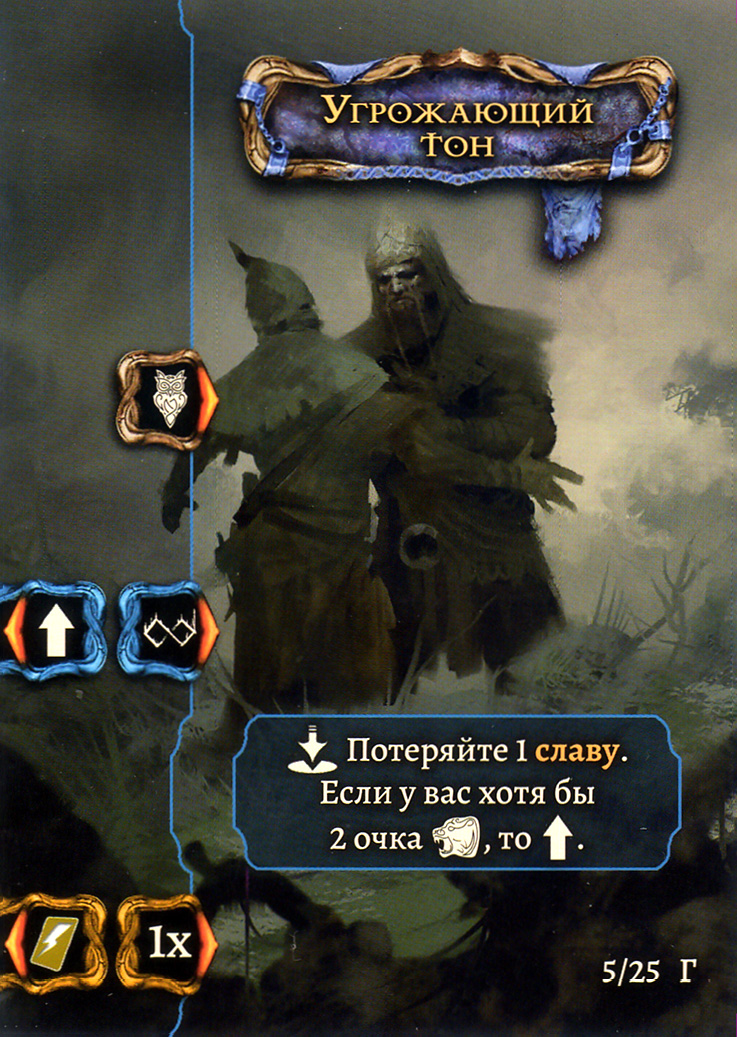 Угрожающий
тон
Потеряйте 1 славу.
Если у вас хотя бы
2 очка , то .
1x
5/25 Г